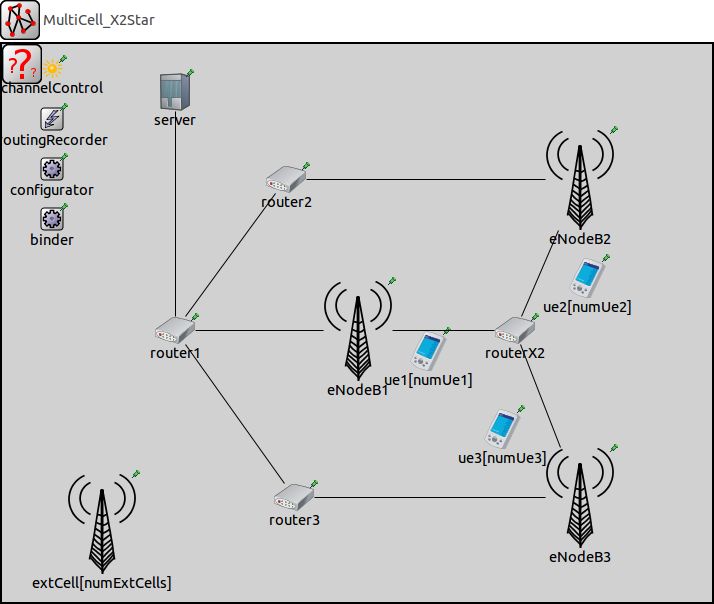 MultiCell_X2Star
channelControl
server
routingRecorder
configurator
router2
binder
eNodeB2
ue2[numUe2]
router1
routerX2
ue1[numUe1]
eNodeB1
ue3[numUe3]
router3
eNodeB3
extCell[numExtCells]